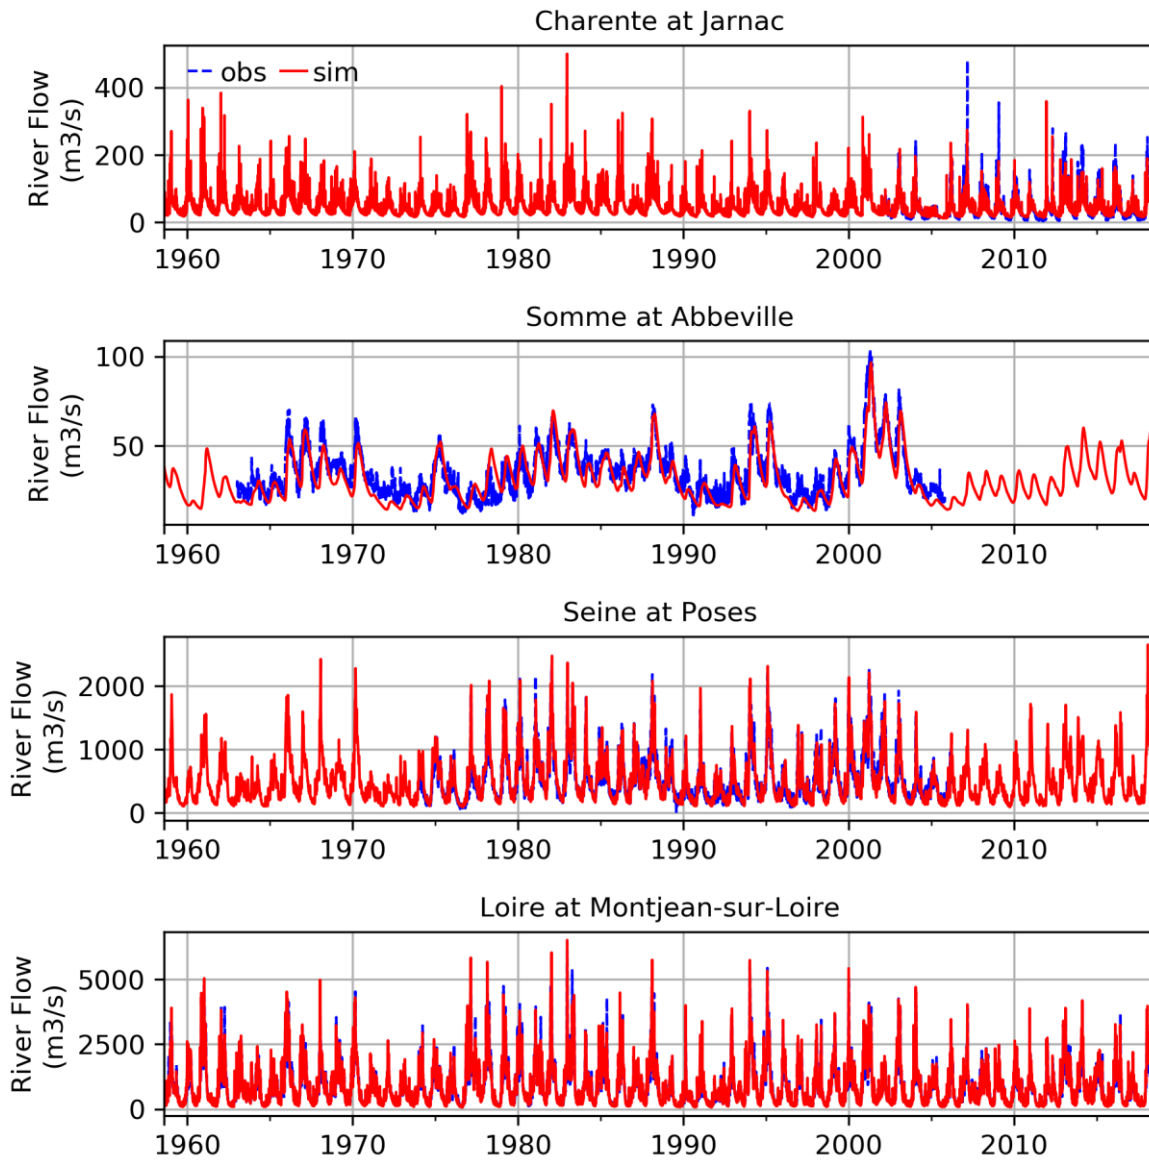 Charente at Jarnac
obs sim
River Flow
(m3/s)
400
200
0
1960 1970 1980 1990 2000 2010
Somme at Abbeville
River Flow
(m3/s)
100
50
1960 1970 1980 1990 2000 2010
Seine at Poses
River Flow
(m3/s)
2000
1000
0
1960 1970 1980 1990 2000 2010
Loire at Montjean-sur-Loire
River Flow
(m3/s)
5000
2500
0
1960 1970 1980 1990 2000 2010